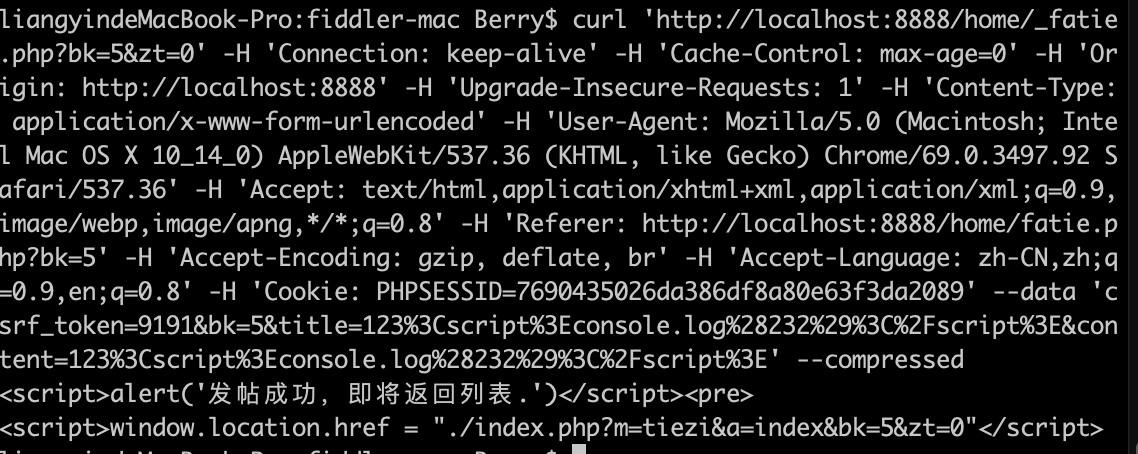 liangyindeMacBook-Pro:fiddler-mac Berry$ curl 'http://localhost:8888/home/_fatie
.php?bk=5&zt=0' -H 'Connection: keep-alive' -H 'Cache-Control: max-age=0' -H 'Or
igin: http://localhost:8888' -H 'Upgrade-Insecure-Requests: 1' -H 'Content-Type:
 application/x-www-form-urlencoded' -H 'User-Agent: Mozilla/5.0 (Macintosh; Inte
l Mac OS X 10_14_0) AppleWebKit/537.36 (KHTML, like Gecko) Chrome/69.0.3497.92 S
afari/537.36' -H 'Accept: text/html,application/xhtml+xml,application/xml;q=0.9,
image/webp,image/apng,*/*;q=0.8' -H 'Referer: http://localhost:8888/home/fatie.p
hp?bk=5' -H 'Accept-Encoding: gzip, deflate, br' -H 'Accept-Language: zh-CN,zh;q
=0.9,en;q=0.8' -H 'Cookie: PHPSESSID=7690435026da386df8a80e63f3da2089' --data 'c
srf_token=9191&bk=5&title=123%3Cscript%3Econsole.log%28232%29%3C%2Fscript%3E&con
tent=123%3Cscript%3Econsole.log%28232%29%3C%2Fscript%3E' --compressed
<script>alert('发帖成功，即将返回列表.')</script><pre>
<script>window.location.href = "./index.php?m=tiezi&a=index&bk=5&zt=0"</script>